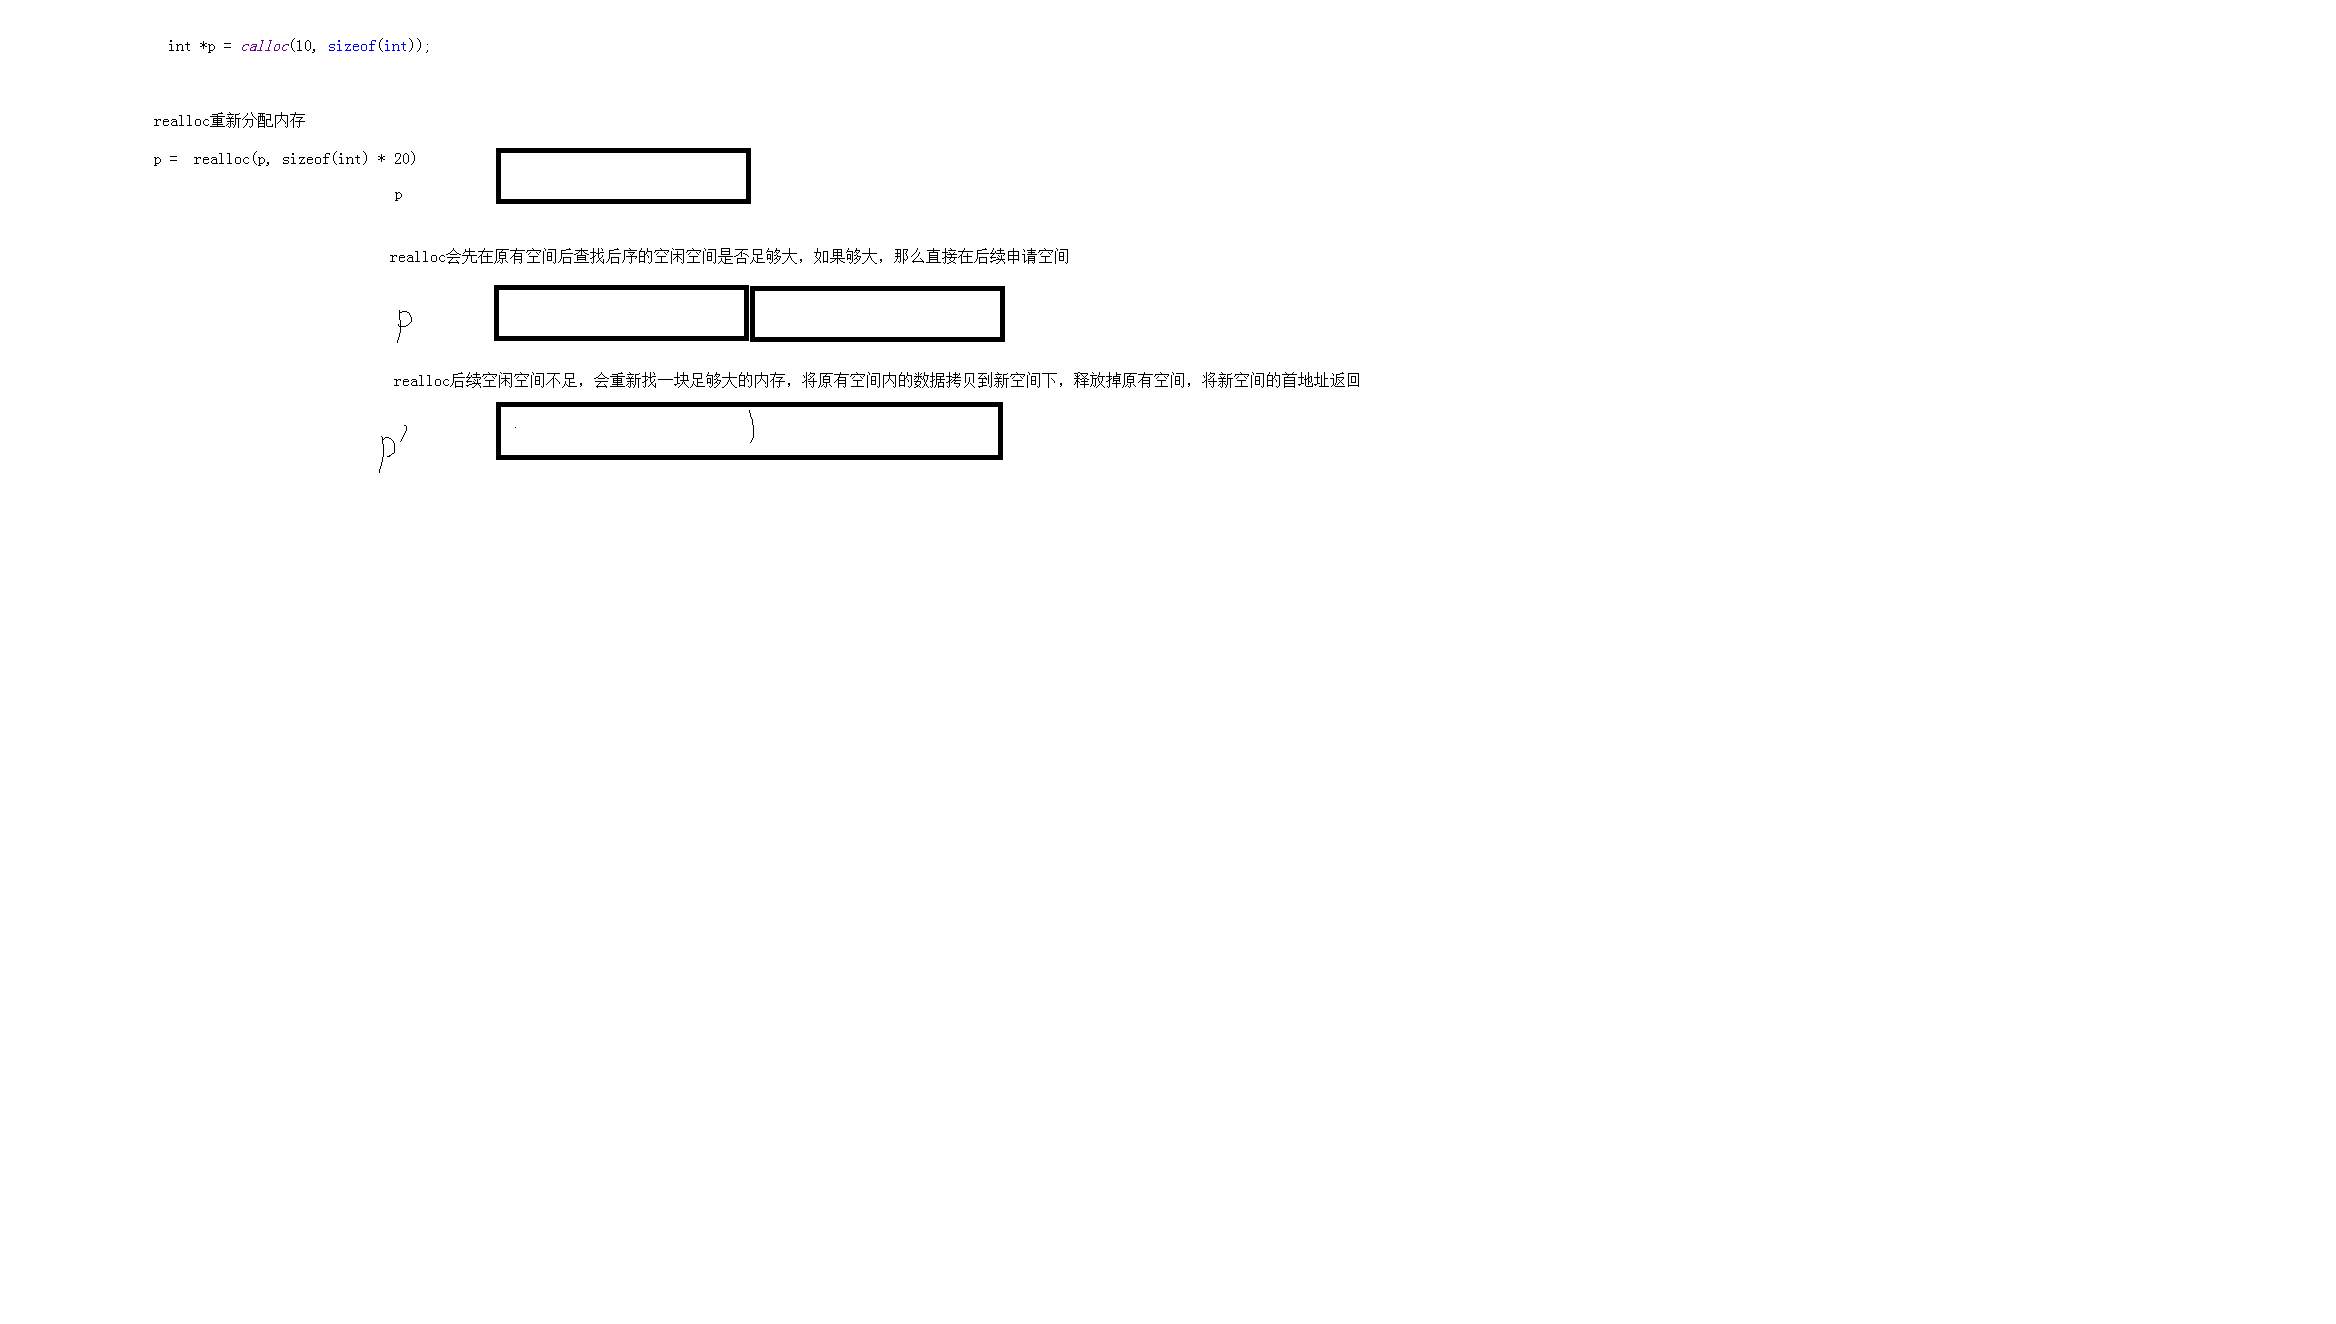 int *p = calloc(10, sizeof(int));
realloc重新分配内存
p =  realloc(p, sizeof(int) * 20)
p
realloc会先在原有空间后查找后序的空闲空间是否足够大，如果够大，那么直接在后续申请空间
p
realloc后续空闲空间不足，会重新找一块足够大的内存，将原有空间内的数据拷贝到新空间下，释放掉原有空间，将新空间的首地址返回
p'